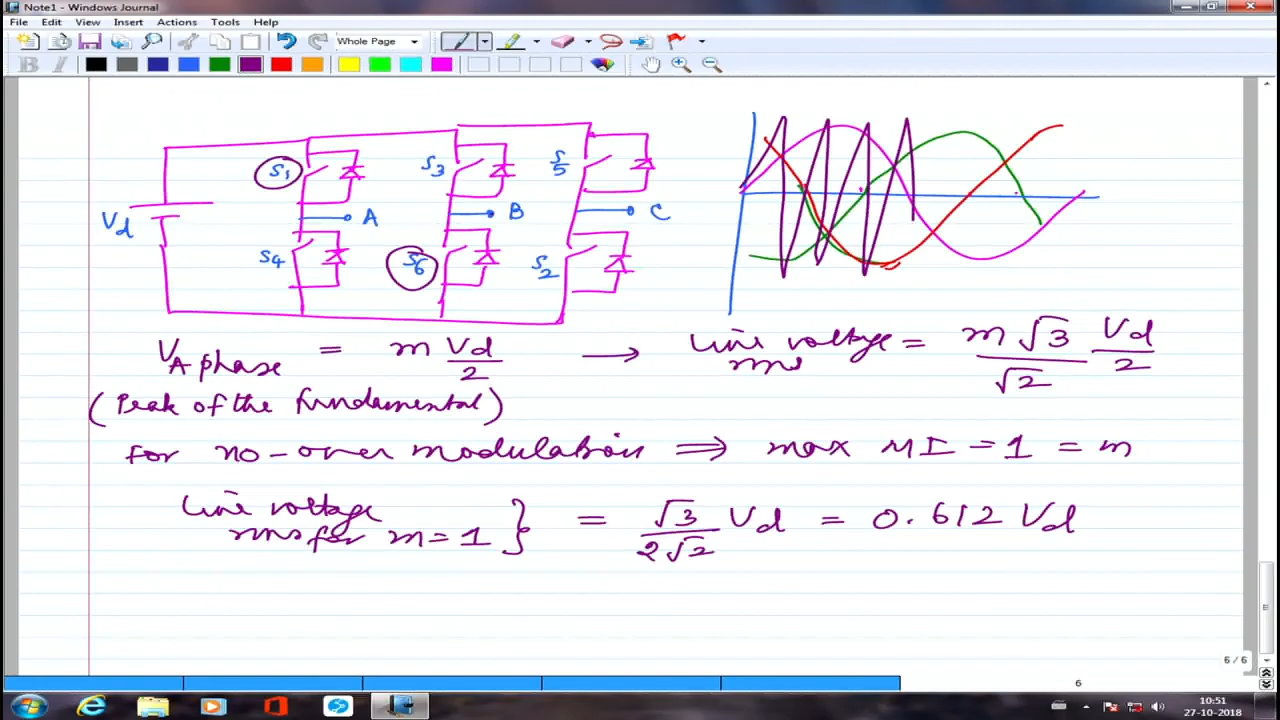 Note1 - Windows Journal
File Edit View Insert Actions Tools Help
Whole Page
B I
S1 S3 S5
Vd A B C
S4 S6 S2
VA phase = m Vd/2 → Line voltage rms = m√3/√2 Vd/2
(Peak of the fundamental)
For no-over modulation ⇒ max MI = 1 = m
Line voltage rms for m = 1 } = √3/2√2 Vd = 0.612 Vd
6 / 6
6
10:51
27-10-2018